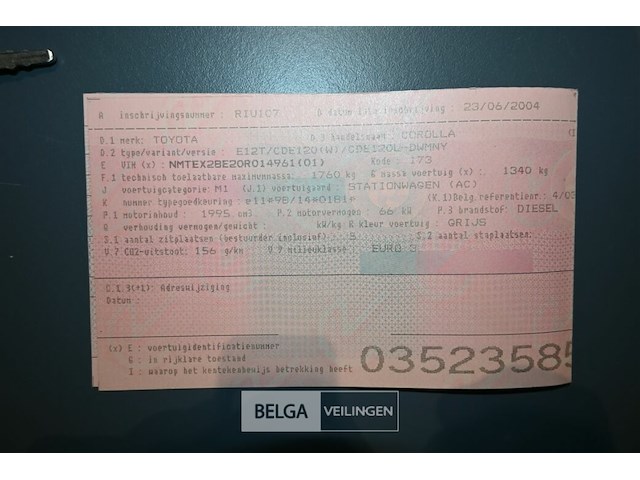 A inschrijvingsnummer : RIU107 23/06/2004
D.1 merk: TOYOTA D.3 handelsnaam : COROLLA
D.2 type/variant/versie : E12T/CDE120(W)/CDE120L-DWMNY
E VIN (x) : NMTEX28E20R014961(01) Kode : 173
F.1 technisch toelaatbare maximummassa: 1760 kg G massa voertuig (x) : 1340 kg
J voertuigcategorie: M1 (J.1) voertuigaard : STATIONWAGEN (AC)
K nummer typegoedkeuring : e11*98/14*0181* (K.1)Belg.referentienr.: 4/03
P.1 motorinhoud : 1995 cm³ P.2 motorvermogen : 66 kW P.3 brandstof: DIESEL
Q verhouding vermogen/gewicht : kW/kg R kleur voertuig : GRIJS
S.1 aantal zitplaatsen (bestuurder inclusief) : 5 S.2 aantal staplaatsen:
V.7 CO2-uitstoot: 156 g/km V.9 milieuklasse : EURO 3
C.4.3(+1): Adreswijziging
Datum :
(x) E : voertuigidentificatienummer
G : in rijklare toestand
I : waarop het kentekenbewijs betrekking heeft
03523585
BELGA VEILINGEN